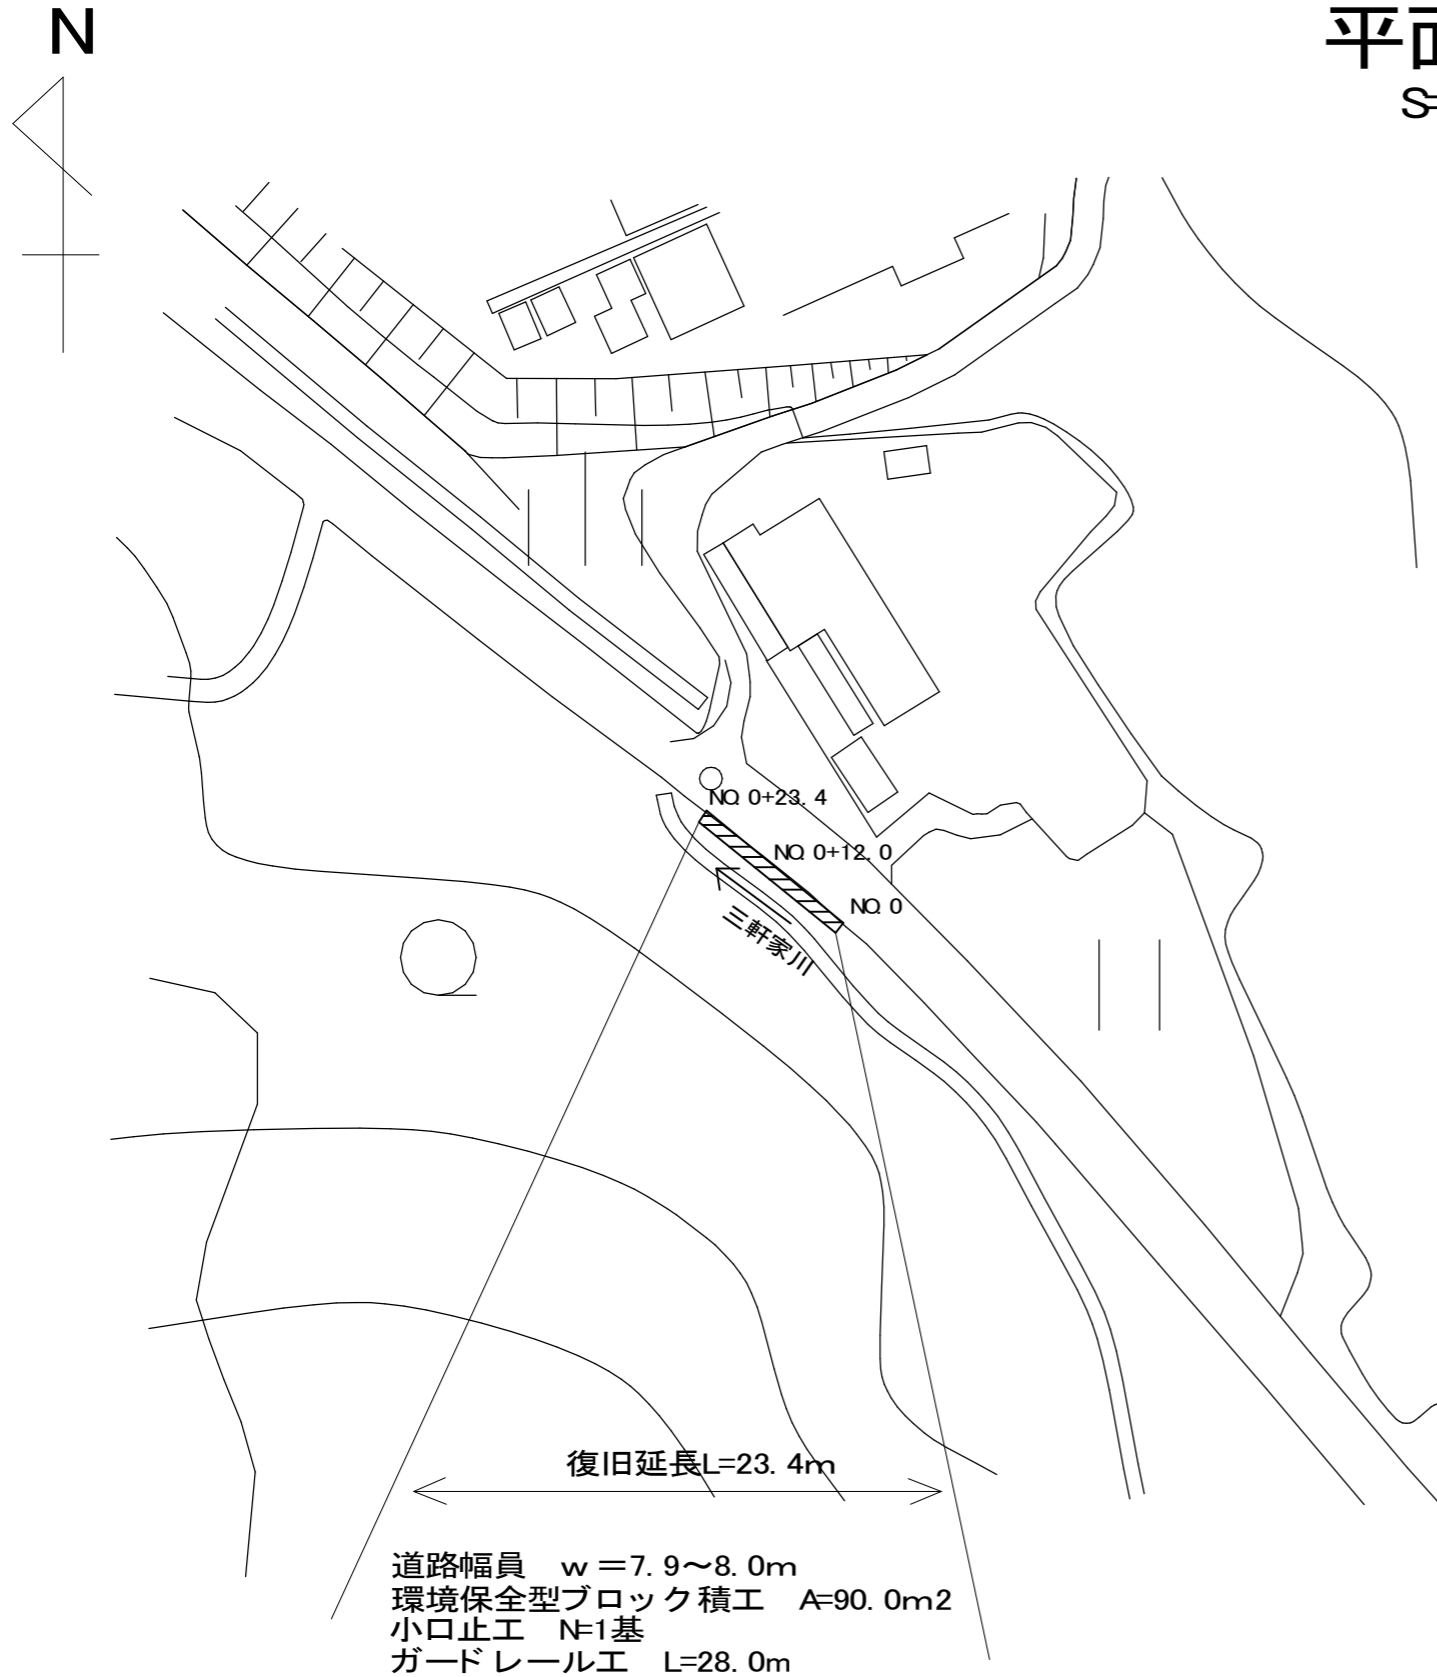 N
平面
S=
NO.0+23.4
NO.0+12.0
NO.0
三軒家川
復旧延長L=23.4m
道路幅員　w=7.9~8.0m
環境保全型ブロック積工　A=90.0m2
小口止工　N=1基
ガードレール工　L=28.0m